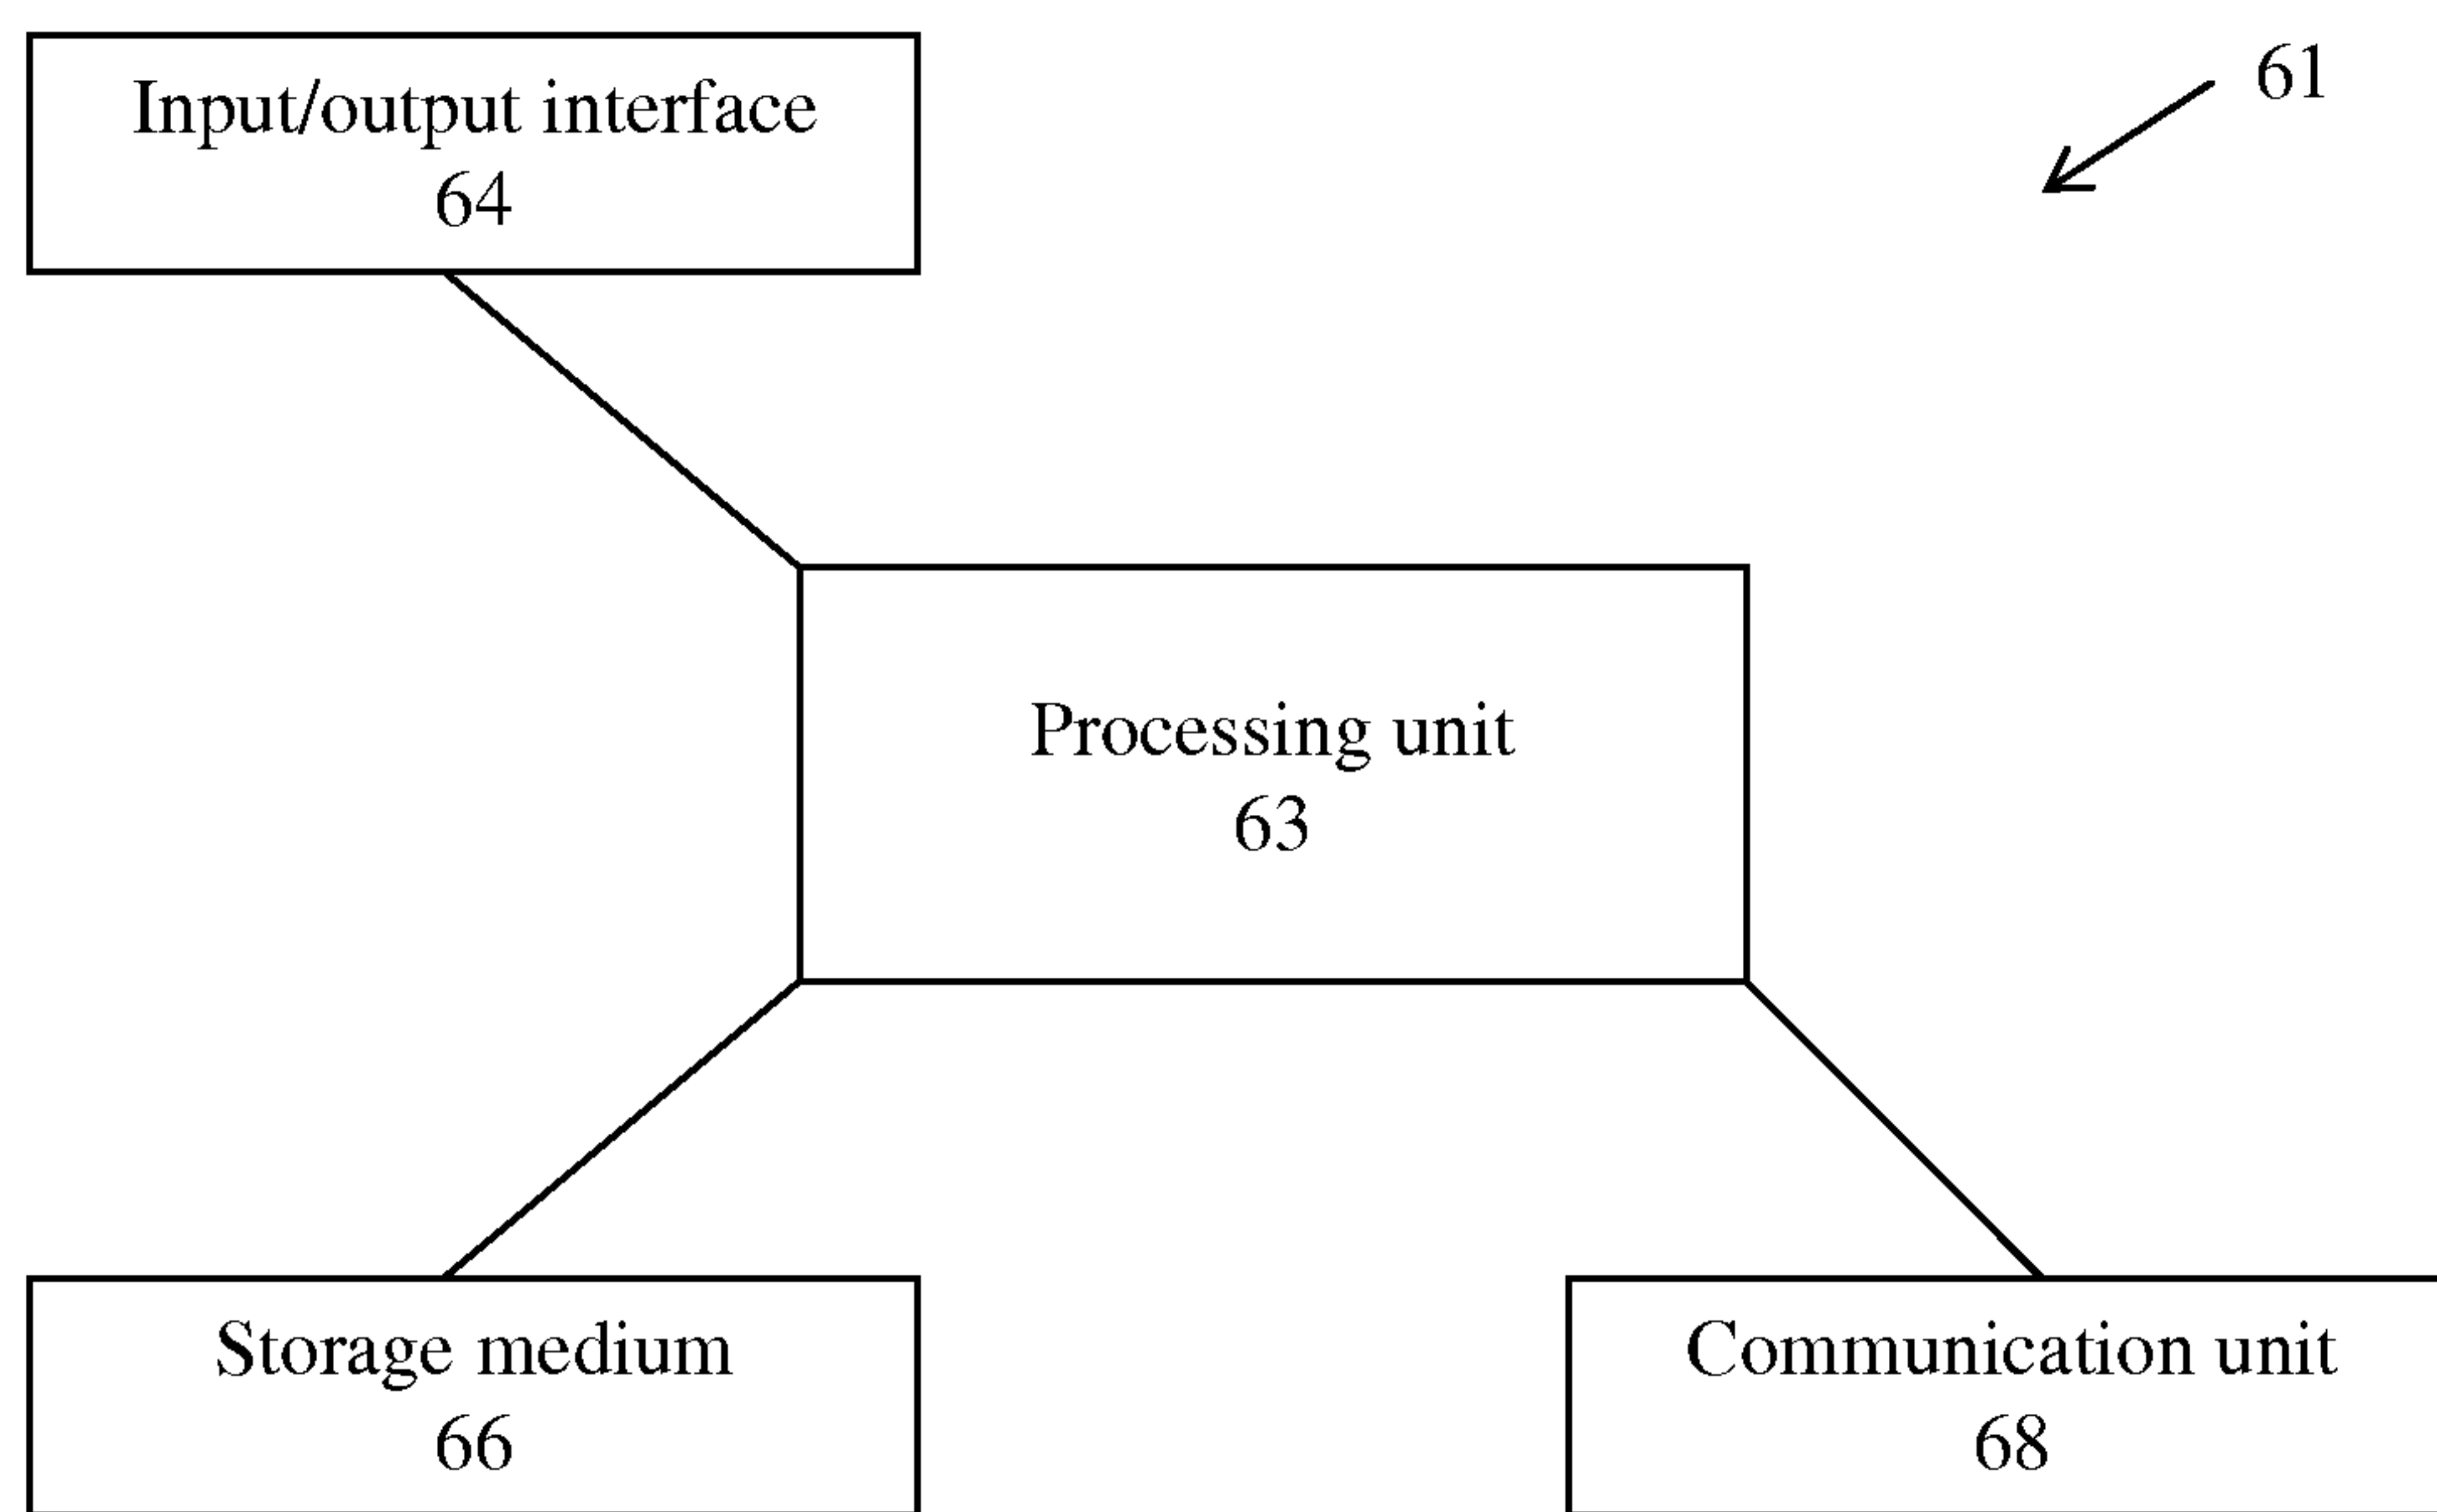 Input/output interface
64
61
Processing unit
63
Storage medium
66
Communication unit
68